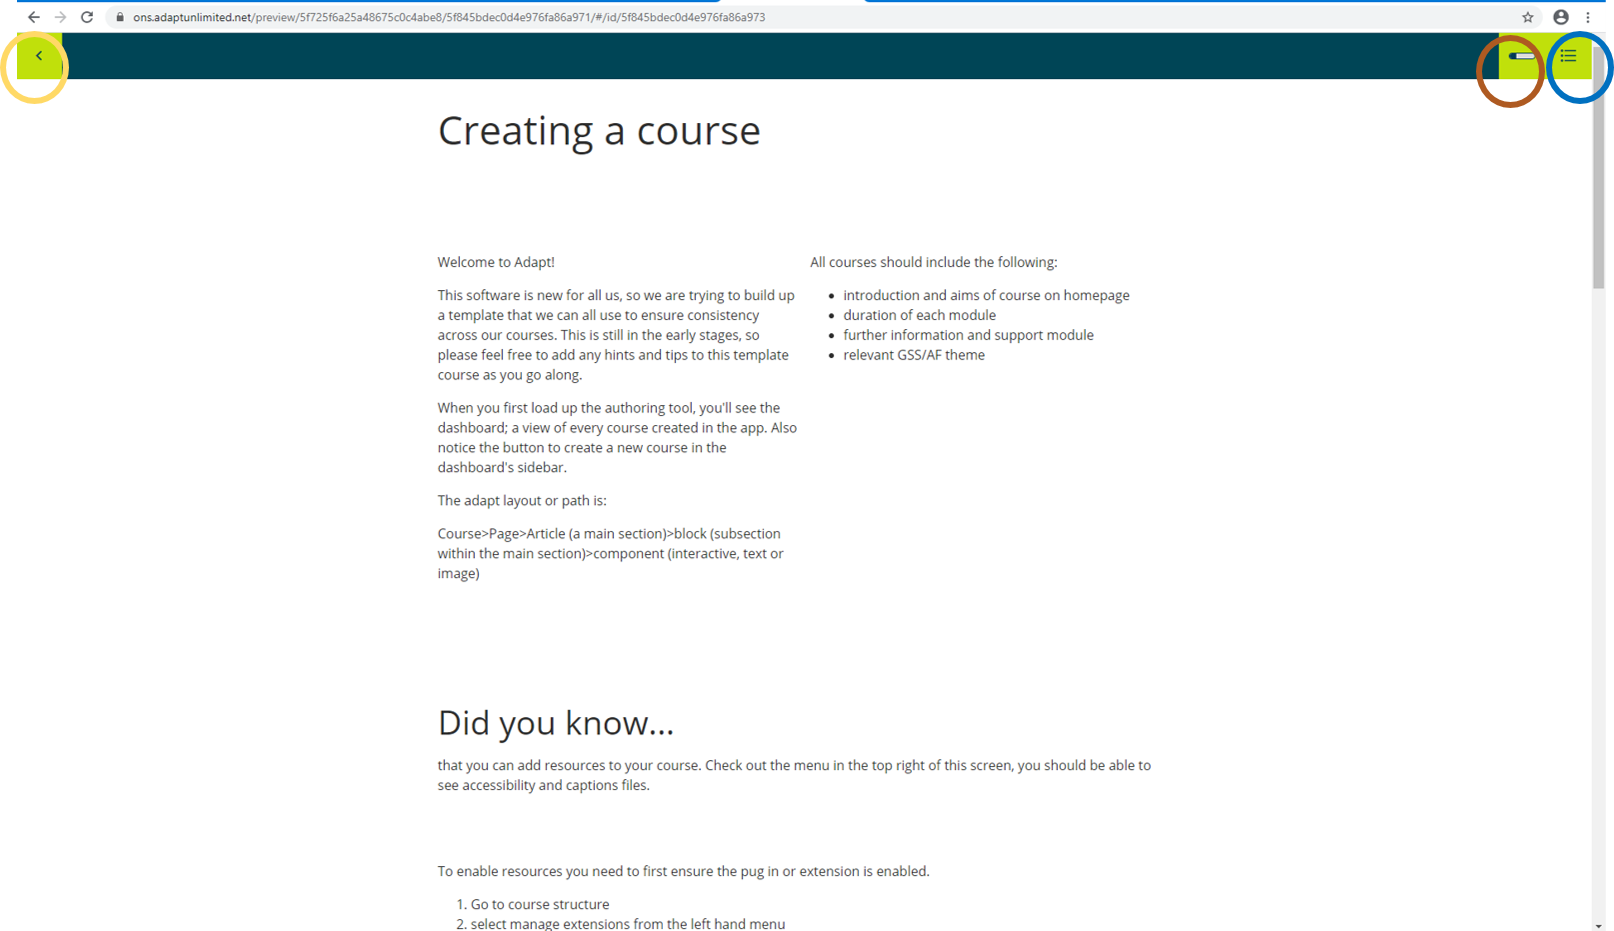 ons.adaptunlimited.net/preview/5f725f6a25a48675c0c4abe8/5f845bdec0d4e976fa86a971/#/id/5f845bdec0d4e976fa86a973
Creating a course
Welcome to Adapt!
This software is new for all us, so we are trying to build up
a template that we can all use to ensure consistency
across our courses. This is still in the early stages, so
please feel free to add any hints and tips to this template
course as you go along.
When you first load up the authoring tool, you'll see the
dashboard; a view of every course created in the app. Also
notice the button to create a new course in the
dashboard's sidebar.
The adapt layout or path is:
Course>Page>Article (a main section)>block (subsection
within the main section)>component (interactive, text or
image)
All courses should include the following:
• introduction and aims of course on homepage
• duration of each module
• further information and support module
• relevant GSS/AF theme
Did you know...
that you can add resources to your course. Check out the menu in the top right of this screen, you should be able to
see accessibility and captions files.
To enable resources you need to first ensure the pug in or extension is enabled.
1. Go to course structure
2. select manage extensions from the left hand menu